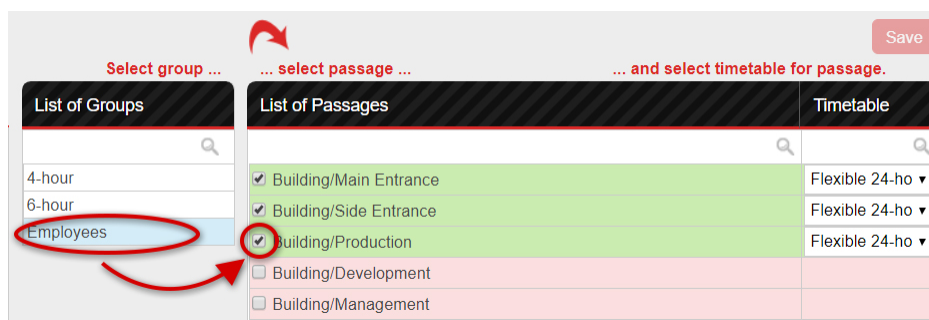 Save
Select group ... ... select passage ... ... and select timetable for passage.
List of Groups List of Passages Timetable
4-hour Building/Main Entrance Flexible 24-ho
6-hour Building/Side Entrance Flexible 24-ho
Employees Building/Production Flexible 24-ho
Building/Development
Building/Management